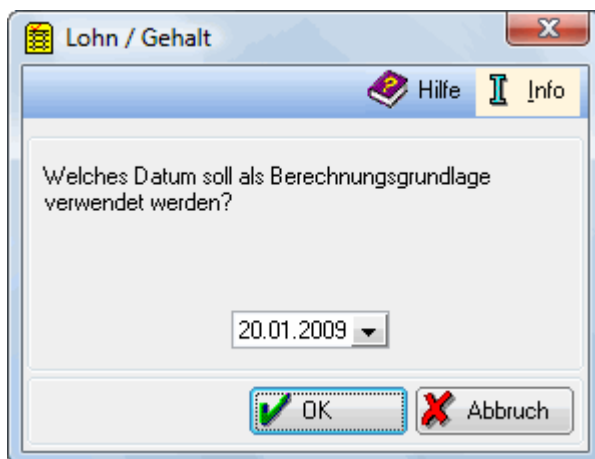 Lohn / Gehalt
Hilfe Info
Welches Datum soll als Berechnungsgrundlage
verwendet werden?
20.01.2009
OK Abbruch